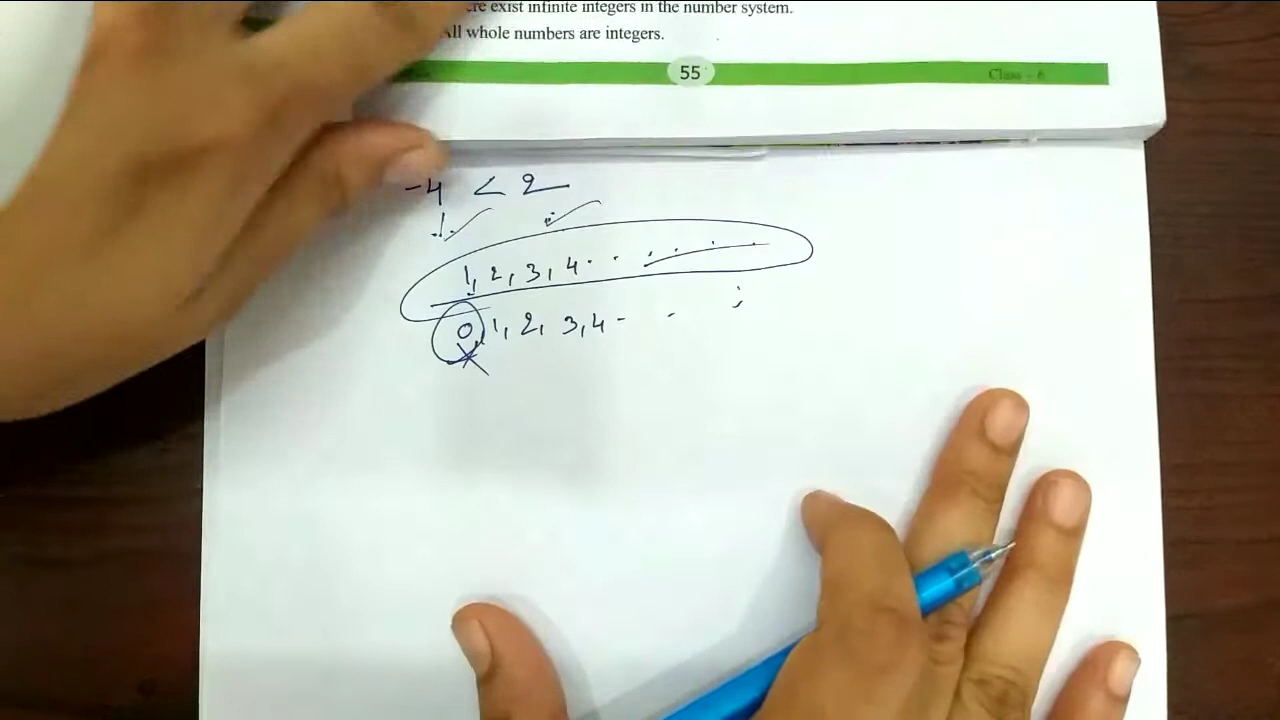 exist infinite integers in the number system.
All whole numbers are integers.
55
Class - 6
-4 < 2
1, 2, 3, 4 . . . . . .
0, 1, 2, 3, 4 - - ;